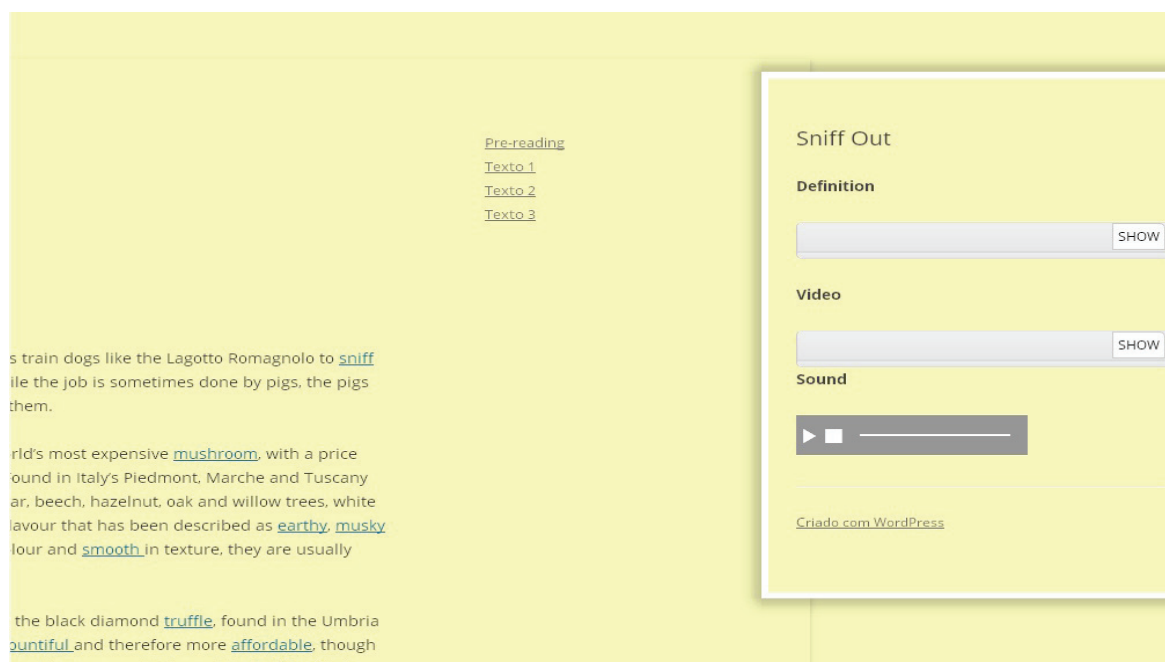 Pre-reading
Texto 1
Texto 2
Texto 3
s train dogs like the Lagotto Romagnolo to sniff
ile the job is sometimes done by pigs, the pigs
them.
rld's most expensive mushroom, with a price
ound in Italy's Piedmont, Marche and Tuscany
ar, beech, hazelnut, oak and willow trees, white
lavour that has been described as earthy, musky
lour and smooth in texture, they are usually
the black diamond truffle, found in the Umbria
ountiful and therefore more affordable, though
Sniff Out
Definition
SHOW
Video
SHOW
Sound
Criado com WordPress